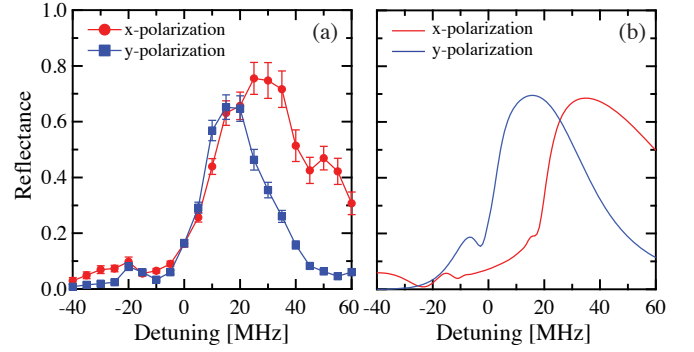 1.0
0.8
0.6
0.4
0.2
0.0
Reflectance
x-polarization
y-polarization
(a)
-40 -20 0 20 40 60
Detuning [MHz]
x-polarization
y-polarization
(b)
-40 -20 0 20 40 60
Detuning [MHz]